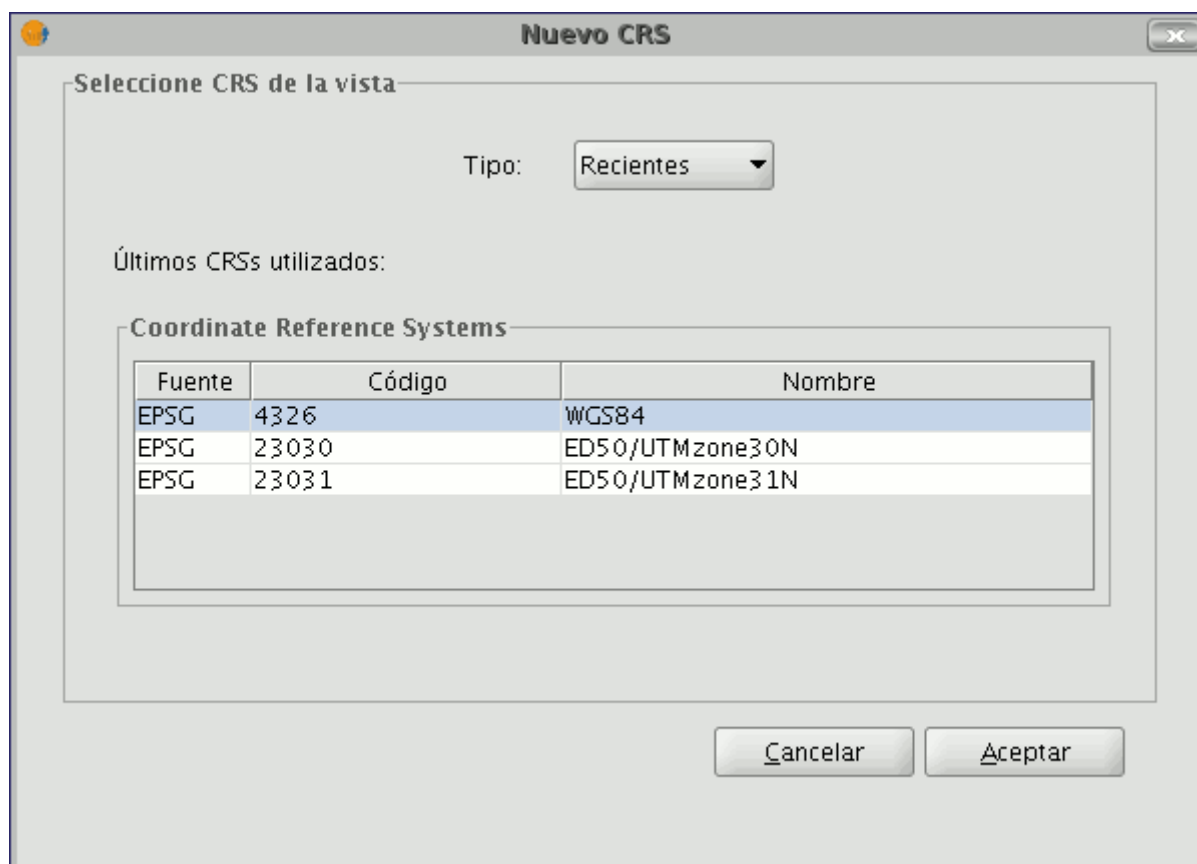 Nuevo CRS
Seleccione CRS de la vista
Tipo: Recientes
Últimos CRSs utilizados:
Coordinate Reference Systems
Fuente Código Nombre
EPSG 4326 WGS84
EPSG 23030 ED50/UTMzone30N
EPSG 23031 ED50/UTMzone31N
Cancelar Aceptar